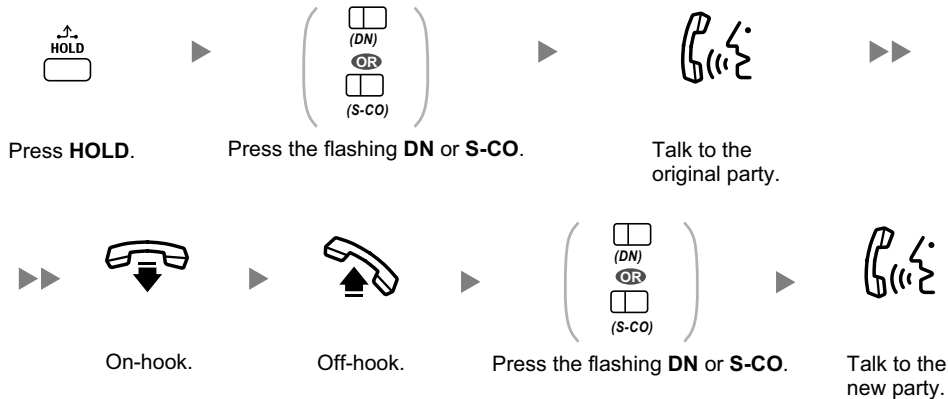 HOLD
(DN)
OR
(S-CO)
Press HOLD.
Press the flashing DN or S-CO.
Talk to the
original party.
(DN)
OR
(S-CO)
On-hook.
Off-hook.
Press the flashing DN or S-CO.
Talk to the
new party.